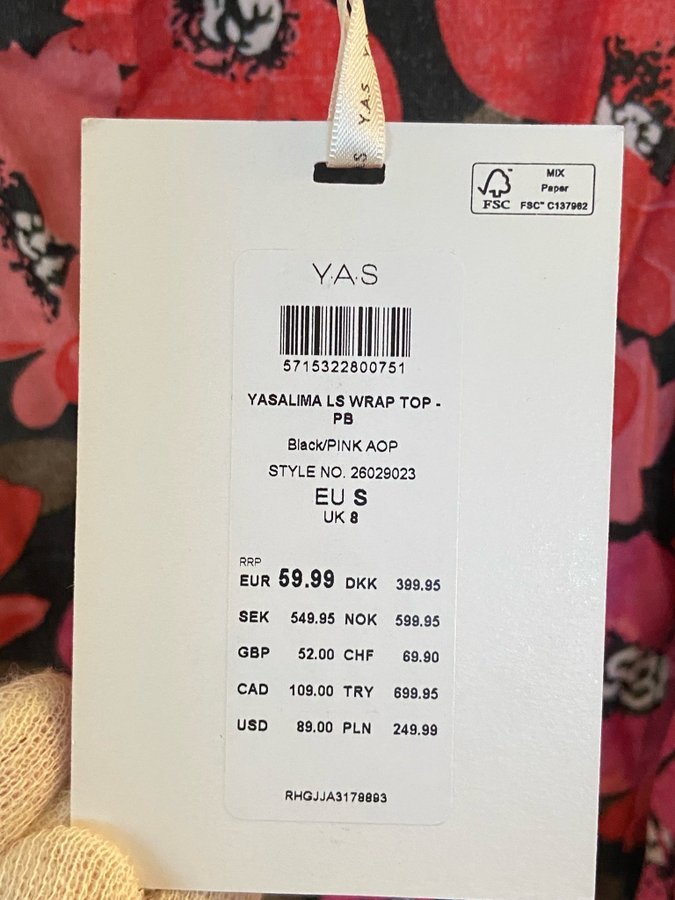 Y.A.S
MIX
Paper
FSC™ C137962
FSC
Y·A·S
5715322800751
YASALIMA LS WRAP TOP -
PB
Black/PINK AOP
STYLE NO. 26029023
EU S
UK 8
RRP
EUR 59.99 DKK 399.95
SEK 549.95 NOK 599.95
GBP 52.00 CHF 69.90
CAD 109.00 TRY 699.95
USD 89.00 PLN 249.99
RHGJJA3178893